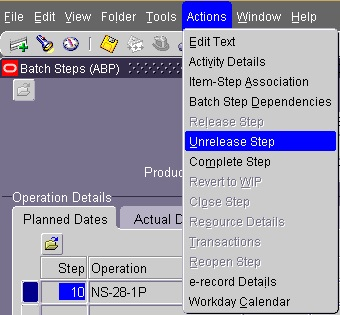 File Edit View Folder Tools Actions Window Help
Batch Steps (ABP)
Edit Text
Activity Details
Item-Step Association
Batch Step Dependencies
Release Step
Unrelease Step
Complete Step
Revert to WIP
Close Step
Resource Details
Transactions
Reopen Step
e-record Details
Workday Calendar
Produc
Operation Details
Planned Dates Actual D
Step Operation
10 NS-28-1P